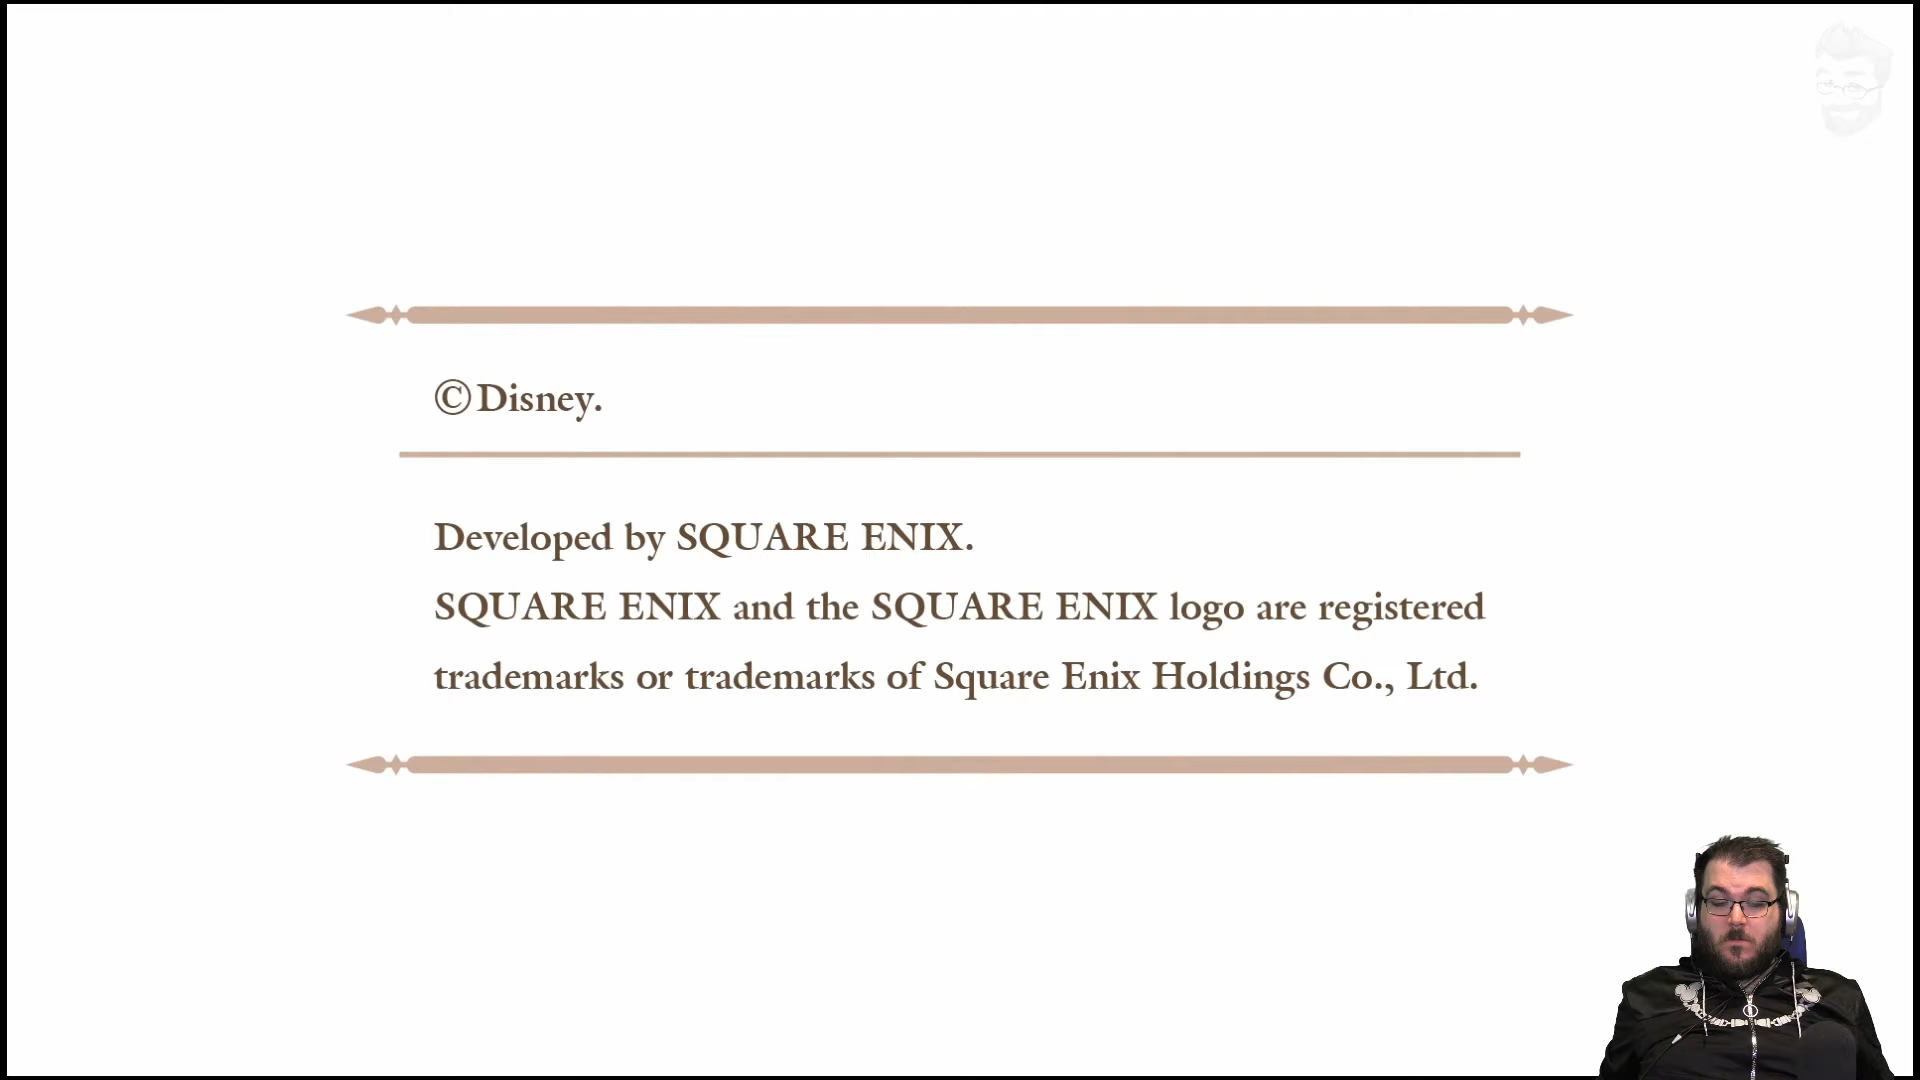 ©Disney.
Developed by SQUARE ENIX.
SQUARE ENIX and the SQUARE ENIX logo are registered
trademarks or trademarks of Square Enix Holdings Co., Ltd.